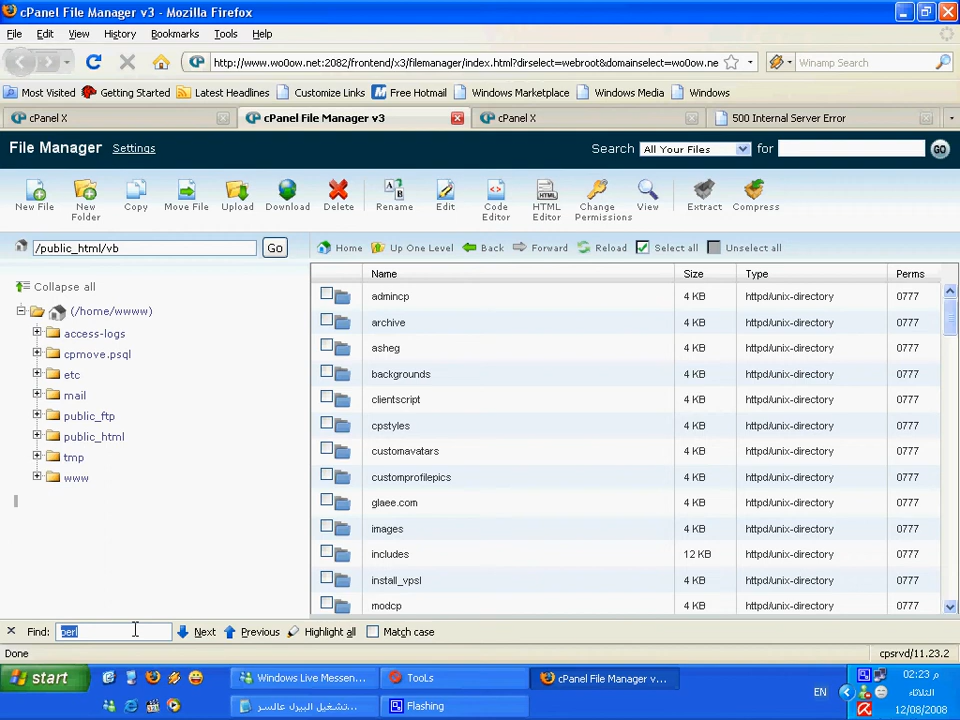 cPanel File Manager v3 - Mozilla Firefox
File Edit View History Bookmarks Tools Help
http://www.wo0ow.net:2082/frontend/x3/filemanager/index.html?dirselect=webroot&domainselect=wo0ow.ne
Winamp Search
Most Visited Getting Started Latest Headlines Customize Links Free Hotmail Windows Marketplace Windows Media Windows
cPanel X cPanel File Manager v3 cPanel X 500 Internal Server Error
File Manager Settings Search All Your Files for GO
New File New Folder Copy Move File Upload Download Delete Rename Edit Code Editor HTML Editor Change Permissions View Extract Compress
/public_html/vb Go Home Up One Level Back Forward Reload Select all Unselect all
Collapse all
(/home/wwww)
access-logs
cpmove.psql
etc
mail
public_ftp
public_html
tmp
www
Name Size Type Perms
admincp 4 KB httpd/unix-directory 0777
archive 4 KB httpd/unix-directory 0777
asheg 4 KB httpd/unix-directory 0777
backgrounds 4 KB httpd/unix-directory 0777
clientscript 4 KB httpd/unix-directory 0777
cpstyles 4 KB httpd/unix-directory 0777
customavatars 4 KB httpd/unix-directory 0777
customprofilepics 4 KB httpd/unix-directory 0777
glaee.com 4 KB httpd/unix-directory 0777
images 4 KB httpd/unix-directory 0777
includes 12 KB httpd/unix-directory 0777
install_vpsl 4 KB httpd/unix-directory 0777
modcp 4 KB httpd/unix-directory 0777
Find: perl Next Previous Highlight all Match case
Done cpsrvd/11.23.2
start Windows Live Messen... TooLs cPanel File Manager v... 02:23 م
EN الثلاثاء
تشغيل البيرل عالسر... Flashing 12/08/2008